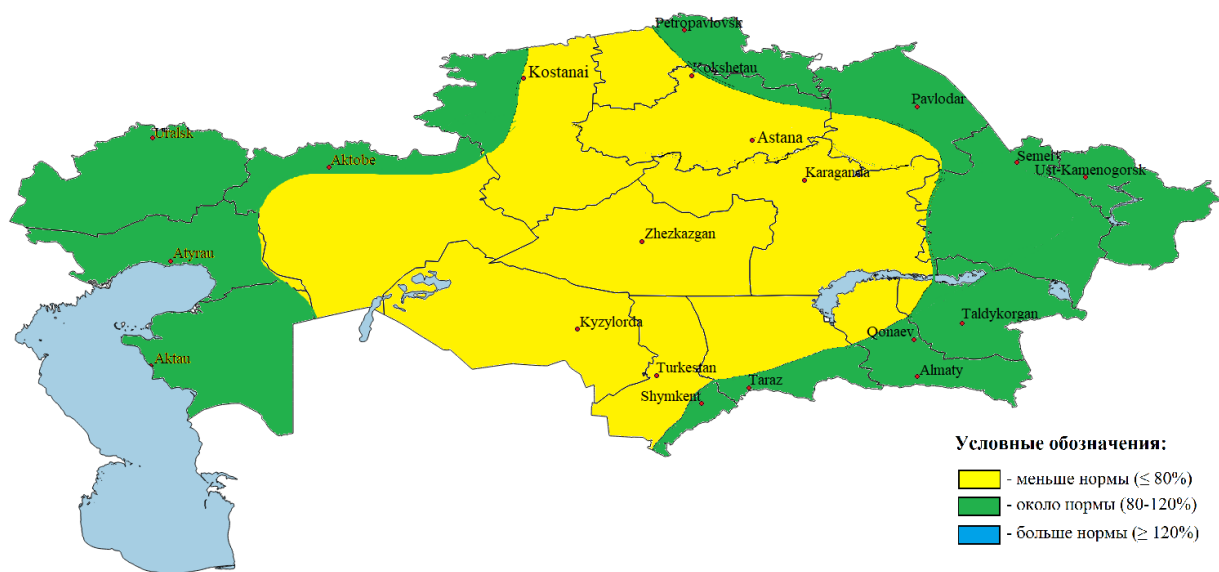 Petropavlovsk
Kostanai
Kokshetau
Pavlodar
Uralsk
Astana
Aktobe
Semei
Ust-Kamenogorsk
Karaganda
Zhezkazgan
Atyrau
Kyzylorda
Taldykorgan
Qonaev
Aktau
Turkestan
Almaty
Taraz
Shymkent
Условные обозначения:
- меньше нормы (≤ 80%)
- около нормы (80-120%)
- больше нормы (≥ 120%)